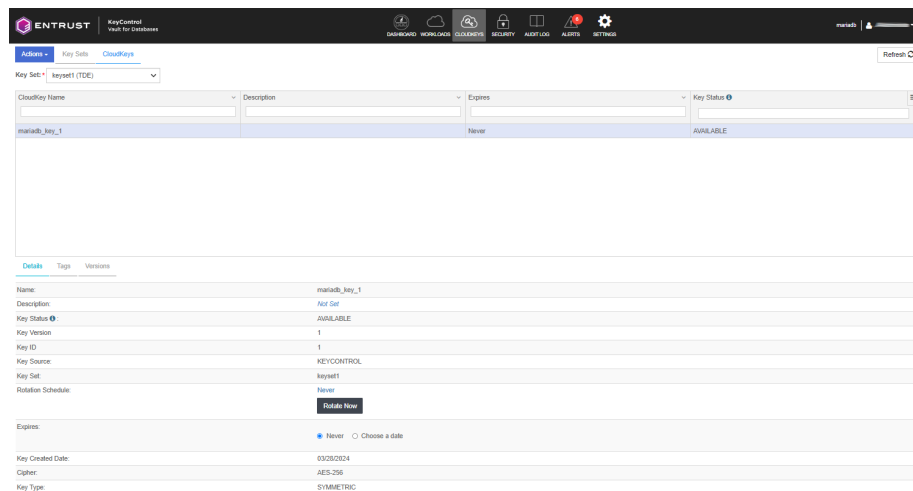 ENTRUST
KeyControl
Vault for Databases
DASHBOARD WORKLOADS CLOUDKEYS SECURITY AUDIT LOG ALERTS SETTINGS
6
mariadb
Actions Key Sets CloudKeys
Refresh
Key Set: * keyset1 (TDE)
CloudKey Name Description Expires Key Status
mariadb_key_1 Never AVAILABLE
Details Tags Versions
Name: mariadb_key_1
Description: Not Set
Key Status : AVAILABLE
Key Version 1
Key ID 1
Key Source: KEYCONTROL
Key Set: keyset1
Rotation Schedule: Never
Rotate Now
Expires: Never Choose a date
Key Created Date: 03/28/2024
Cipher: AES-256
Key Type: SYMMETRIC